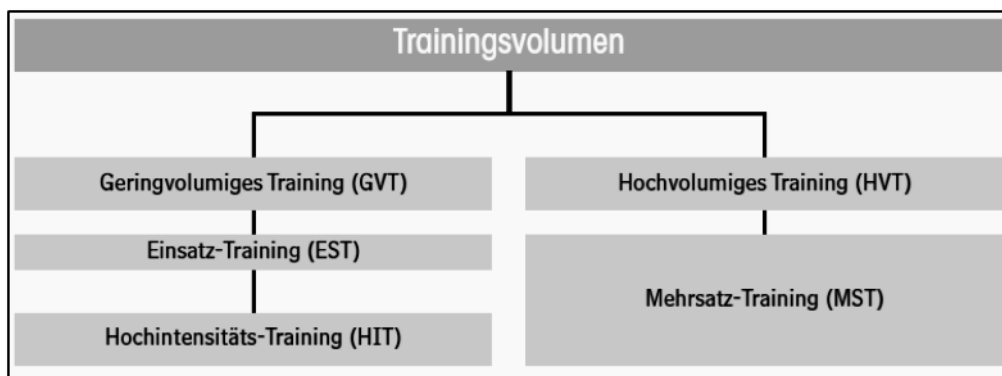 Trainingsvolumen
Geringvolumiges Training (GVT)
Hochvolumiges Training (HVT)
Einsatz-Training (EST)
Mehrsatz-Training (MST)
Hochintensitäts-Training (HIT)